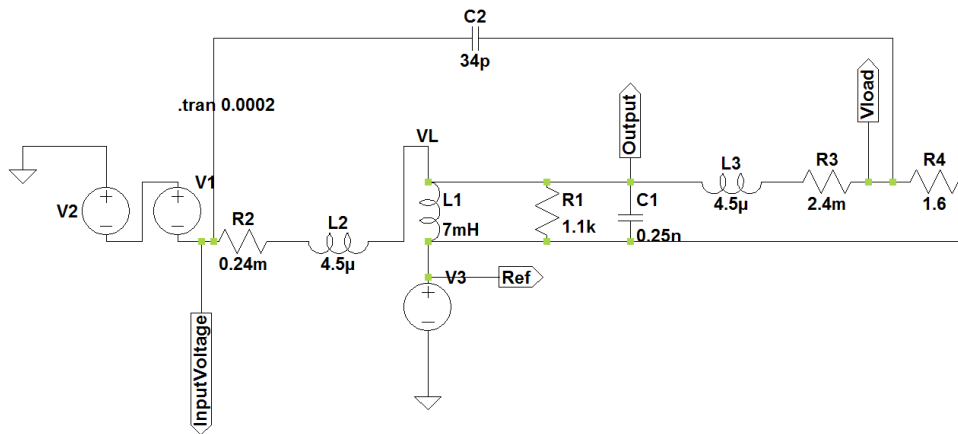 C2
34p
.tran 0.0002
Output
Vload
VL
V1
V2
R2
0.24m
L2
4.5µ
L1
7mH
R1
1.1k
C1
0.25n
L3
4.5µ
R3
2.4m
R4
1.6
V3
Ref
InputVoltage